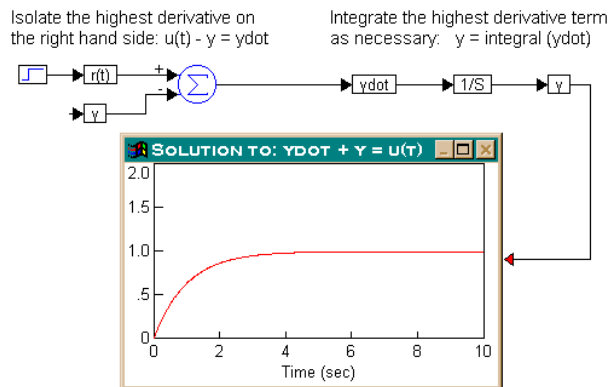 Isolate the highest derivative on
the right hand side: u(t) - y = ydot
Integrate the highest derivative term
as necessary:   y = integral (ydot)
r(t)
+
-
Σ
y
ydot
1/S
y
SOLUTION TO: YDOT + Y = U(T)
2.0
1.5
1.0
.5
0
0
2
4
6
8
10
Time (sec)